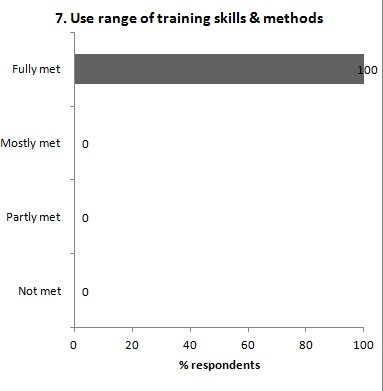 7. Use range of training skills & methods
Fully met 100
Mostly met 0
Partly met 0
Not met 0
0 20 40 60 80 100
% respondents